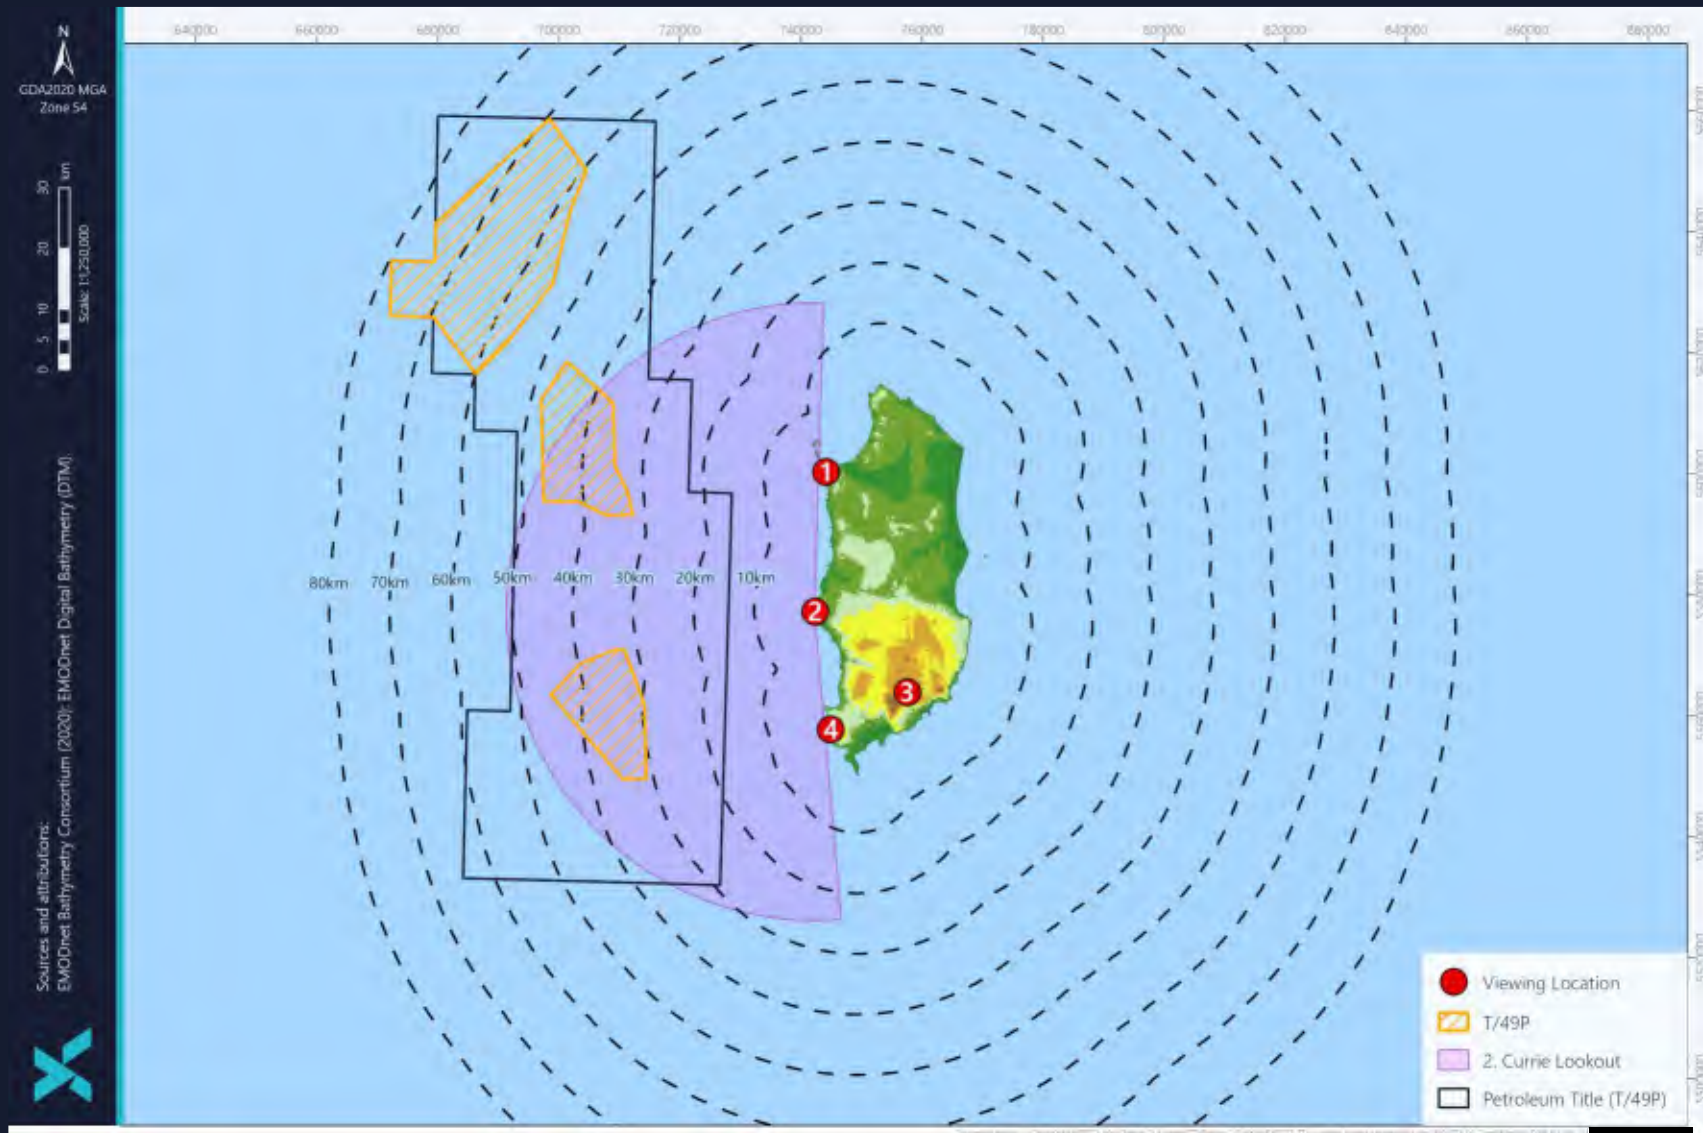 640000 660000 680000 700000 720000 740000 760000 780000 800000 820000 840000 860000 880000
N
GDA2020 MGA
Zone 54
0 5 10 20 30 km
Scale: 1:1,250,000
Sources and attributions:
EMODnet Bathymetry Consortium (2020): EMODnet Digital Bathymetry (DTM).
80km 70km 60km 50km 40km 30km 20km 10km
1
2
3
4
Viewing Location
T/49P
2. Currie Lookout
Petroleum Title (T/49P)